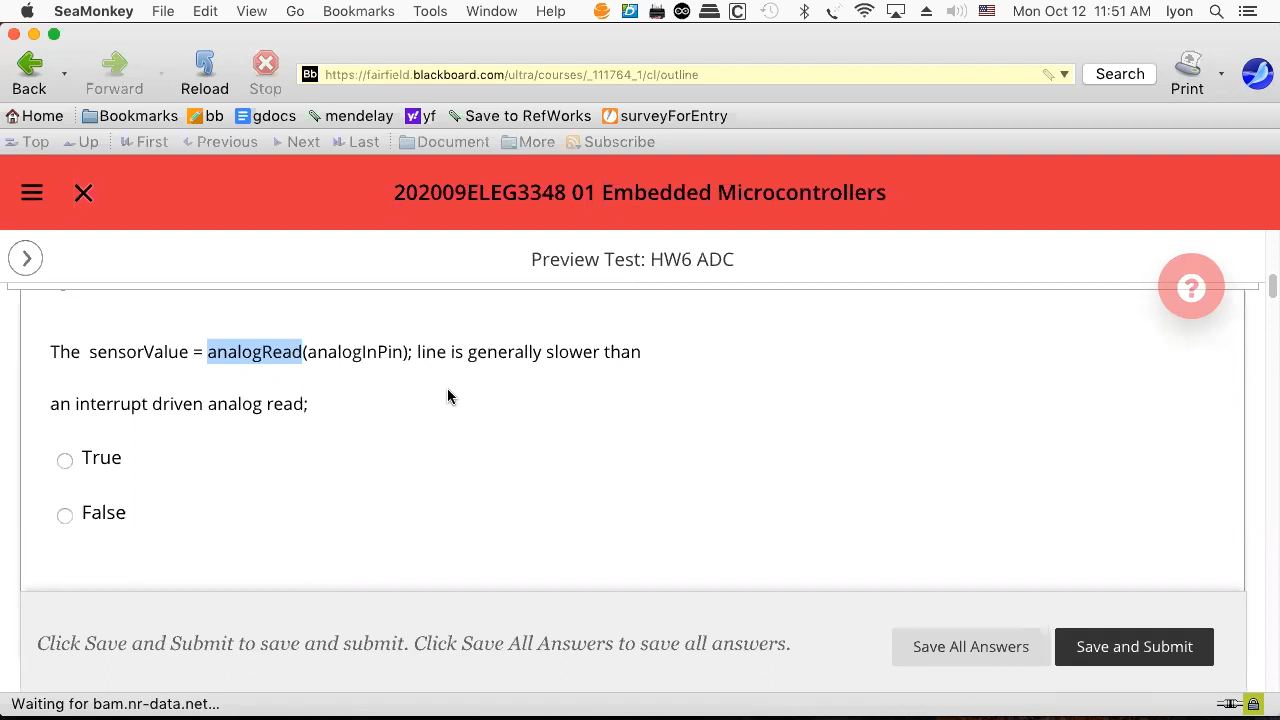 SeaMonkey File Edit View Go Bookmarks Tools Window Help Mon Oct 12 11:51 AM lyon
Back Forward Reload Stop Bb https://fairfield.blackboard.com/ultra/courses/_111764_1/cl/outline Search Print
Home Bookmarks bb gdocs mendelay y! yf Save to RefWorks surveyForEntry
Top Up First Previous Next Last Document More Subscribe
202009ELEG3348 01 Embedded Microcontrollers
Preview Test: HW6 ADC
?
The sensorValue = analogRead(analogInPin); line is generally slower than
an interrupt driven analog read;
True
False
Click Save and Submit to save and submit. Click Save All Answers to save all answers.
Save All Answers Save and Submit
Waiting for bam.nr-data.net...